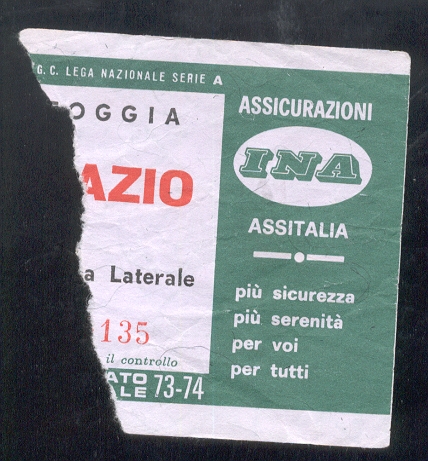 G. C. LEGA NAZIONALE SERIE A
OGGIA
AZIO
a Laterale
135
il controllo
ATO
ALE 73-74
ASSICURAZIONI
INA
ASSITALIA
più sicurezza
più serenità
per voi
per tutti